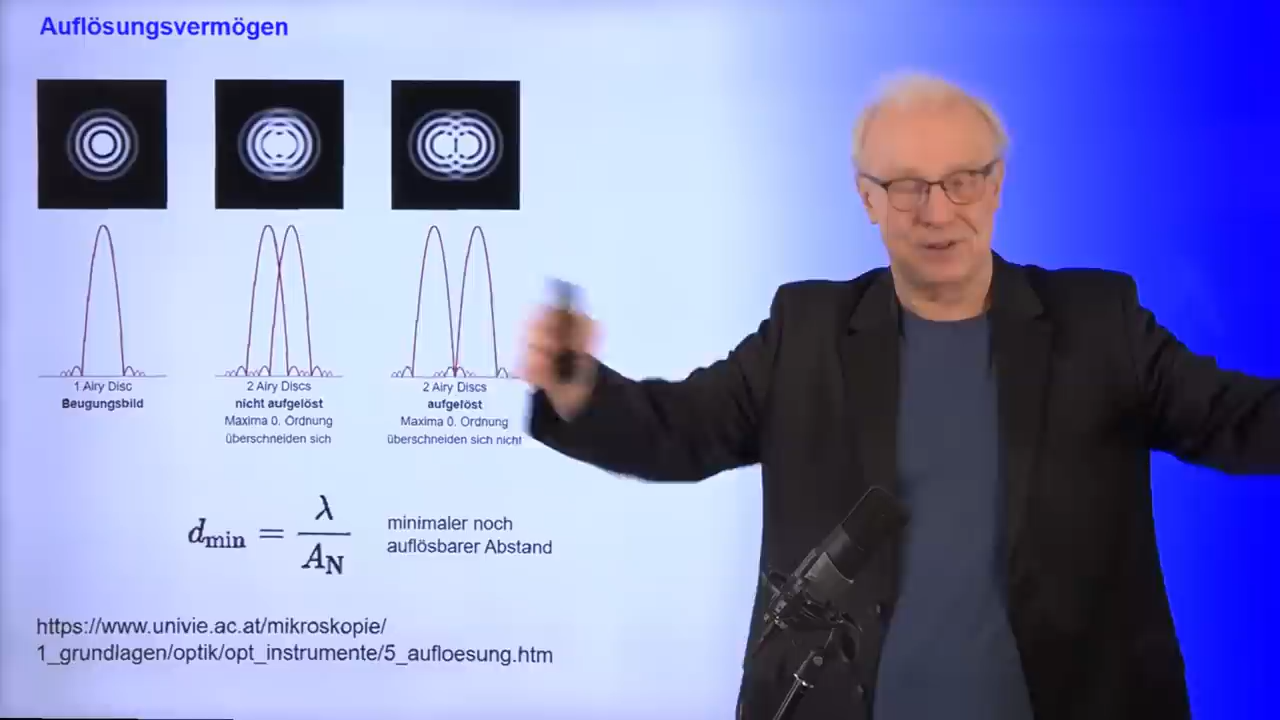 Auflösungsvermögen
1 Airy Disc
Beugungsbild
2 Airy Discs
nicht aufgelöst
Maxima 0. Ordnung
überschneiden sich
2 Airy Discs
aufgelöst
Maxima 0. Ordnung
überschneiden sich nicht
d_min = λ / A_N
minimaler noch
auflösbarer Abstand
https://www.univie.ac.at/mikroskopie/
1_grundlagen/optik/opt_instrumente/5_aufloesung.htm